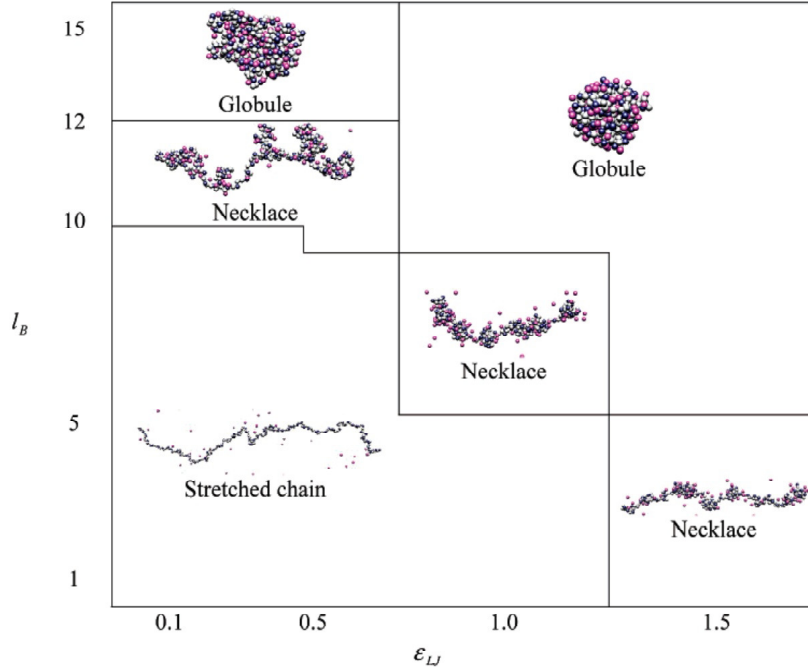 15
Globule
12
Necklace
Globule
10
l_B
Necklace
5
Stretched chain
Necklace
1
0.1 0.5 1.0 1.5
ε_LJ